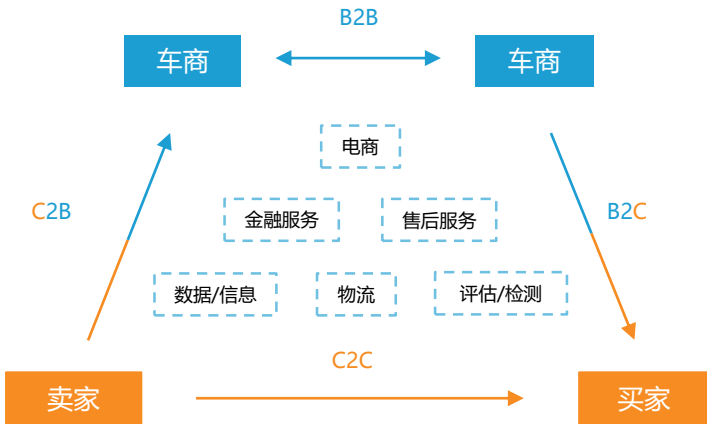 B2B
车商
车商
电商
C2B
金融服务
售后服务
B2C
数据/信息
物流
评估/检测
C2C
卖家
买家